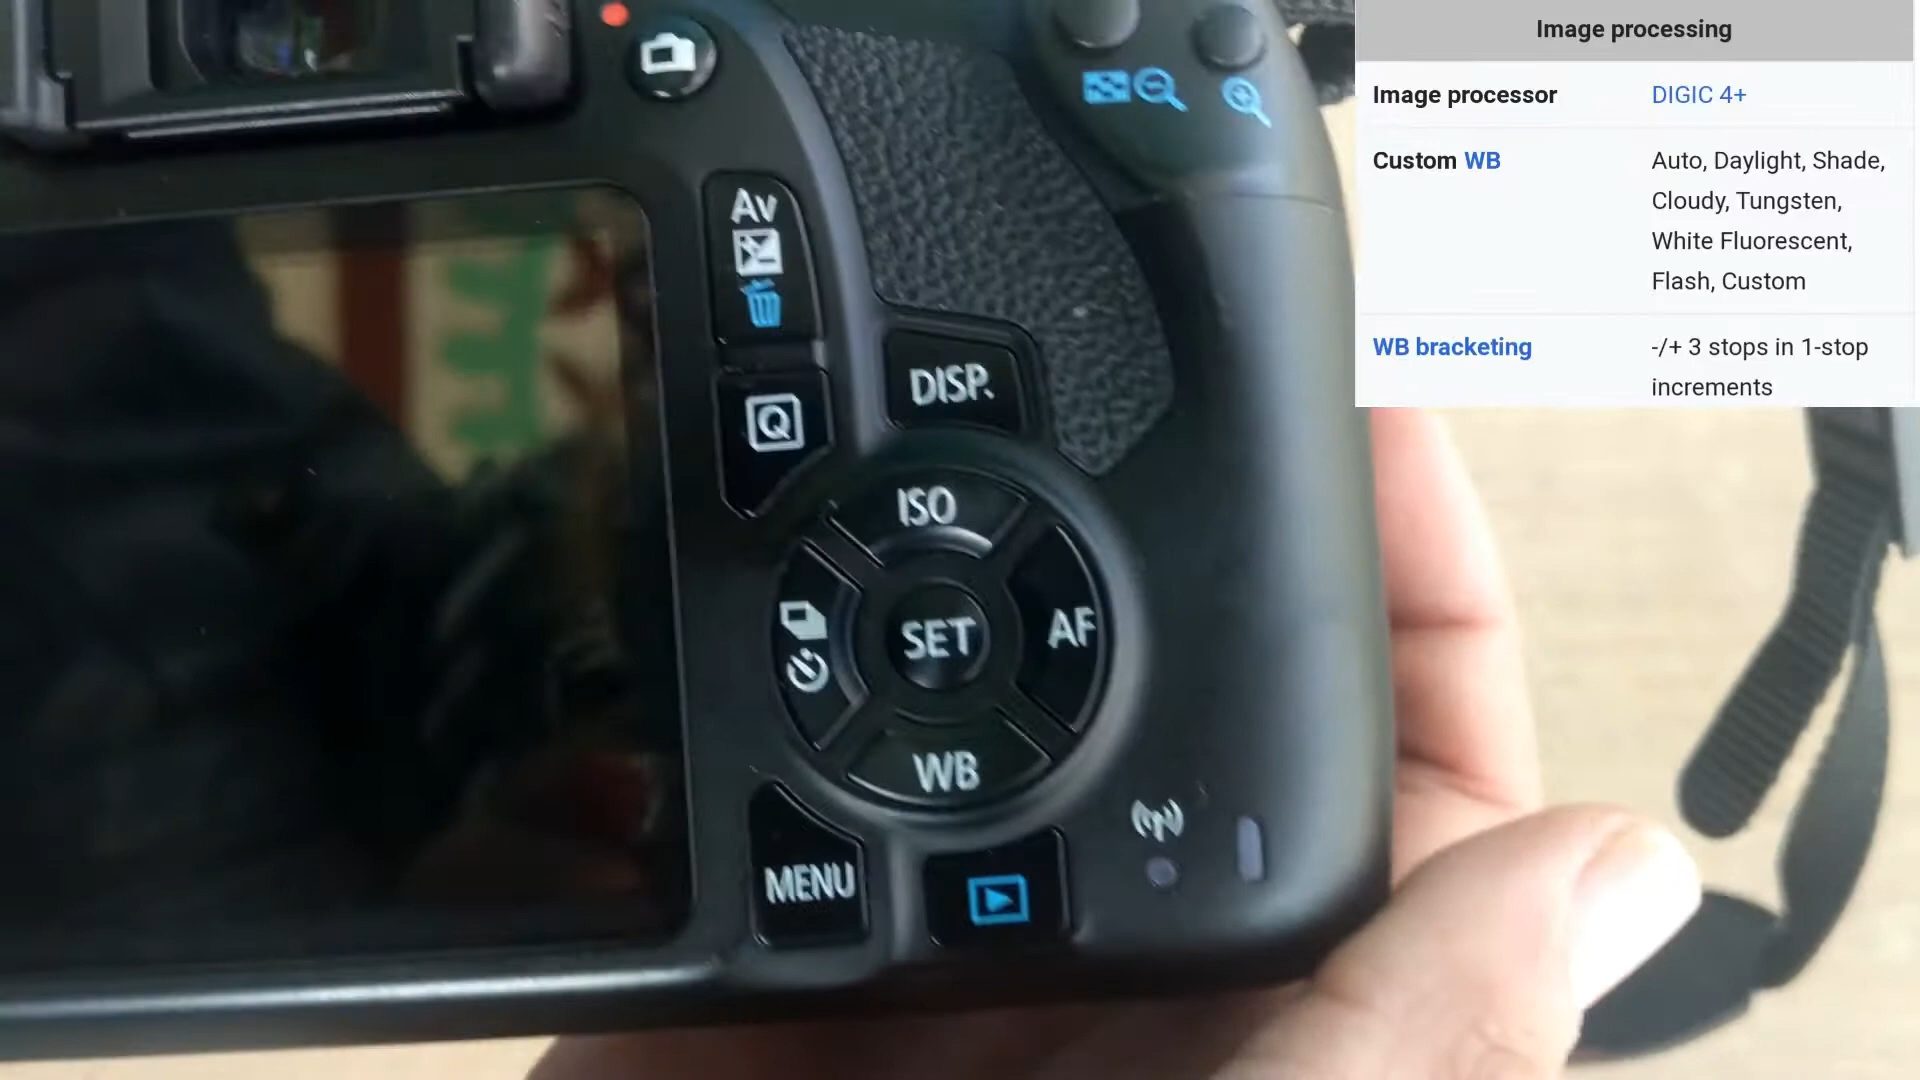 Av
Q
DISP.
ISO
AF
SET
WB
MENU
Image processing
Image processor DIGIC 4+
Custom WB Auto, Daylight, Shade,
Cloudy, Tungsten,
White Fluorescent,
Flash, Custom
WB bracketing -/+ 3 stops in 1-stop
increments